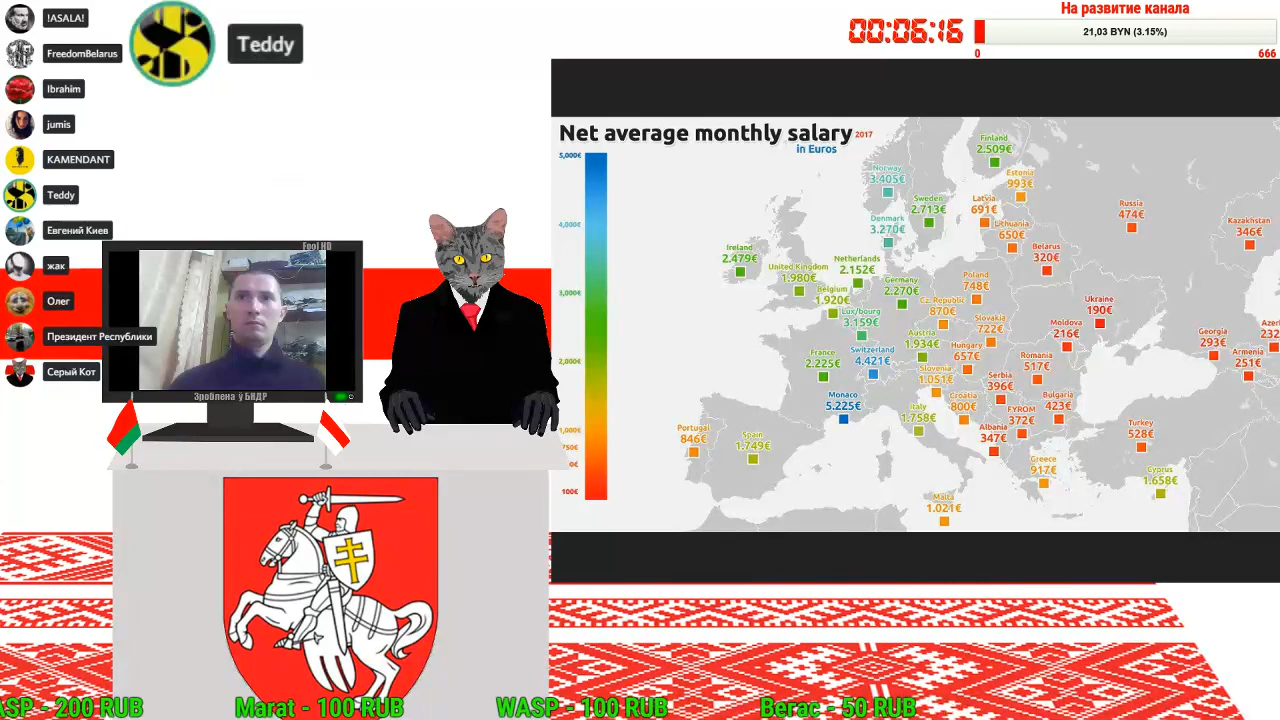 !ASALA!
FreedomBelarus
Ibrahim
jumis
KAMENDANT
Teddy
Евгений Киев
жак
Олег
Президент Республики
Серый Кот
Teddy
00:06:16
На развитие канала
21,03 BYN (3.15%)
0
666
Net average monthly salary 2017
in Euros
5,000€
4,000€
3,000€
2,000€
1,000€
750€
0€
100€
Finland
2.509€
Norway
3.405€
Estonia
993€
Sweden
2.713€
Latvia
691€
Russia
474€
Kazakhstan
346€
Denmark
3.270€
Lithuania
650€
Belarus
320€
Ireland
2.479€
United Kingdom
1.980€
Netherlands
2.152€
Belgium
1.920€
Germany
2.270€
Poland
748€
Cz. Republic
870€
Ukraine
190€
Lux/bourg
3.159€
Slovakia
722€
Moldova
216€
Austria
1.934€
Hungary
657€
Georgia
293€
Azer
232
Armenia
251€
France
2.225€
Switzerland
4.421€
Romania
517€
Slovenia
1.051€
Serbia
396€
Monaco
5.225€
Croatia
800€
FYROM
372€
Bulgaria
423€
Italy
1.758€
Albania
347€
Turkey
528€
Portugal
846€
Spain
1.749€
Greece
917€
Cyprus
1.658€
Malta
1.021€
Feol HD
Зроблена ў БНДР
ASP - 200 RUB
Marat - 100 RUB
WASP - 100 RUB
Berac - 50 RUB